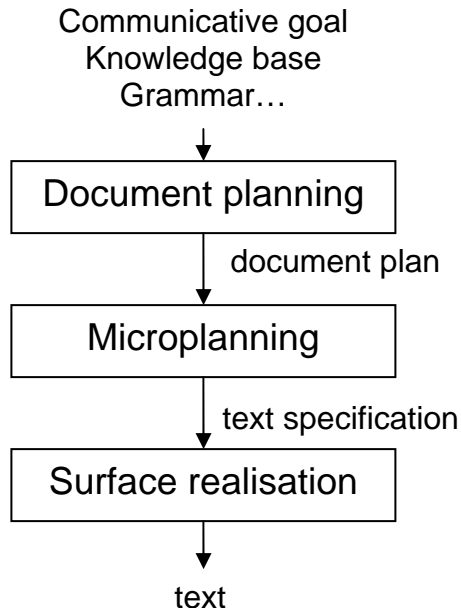 Communicative goal
Knowledge base
Grammar…
Document planning
document plan
Microplanning
text specification
Surface realisation
text